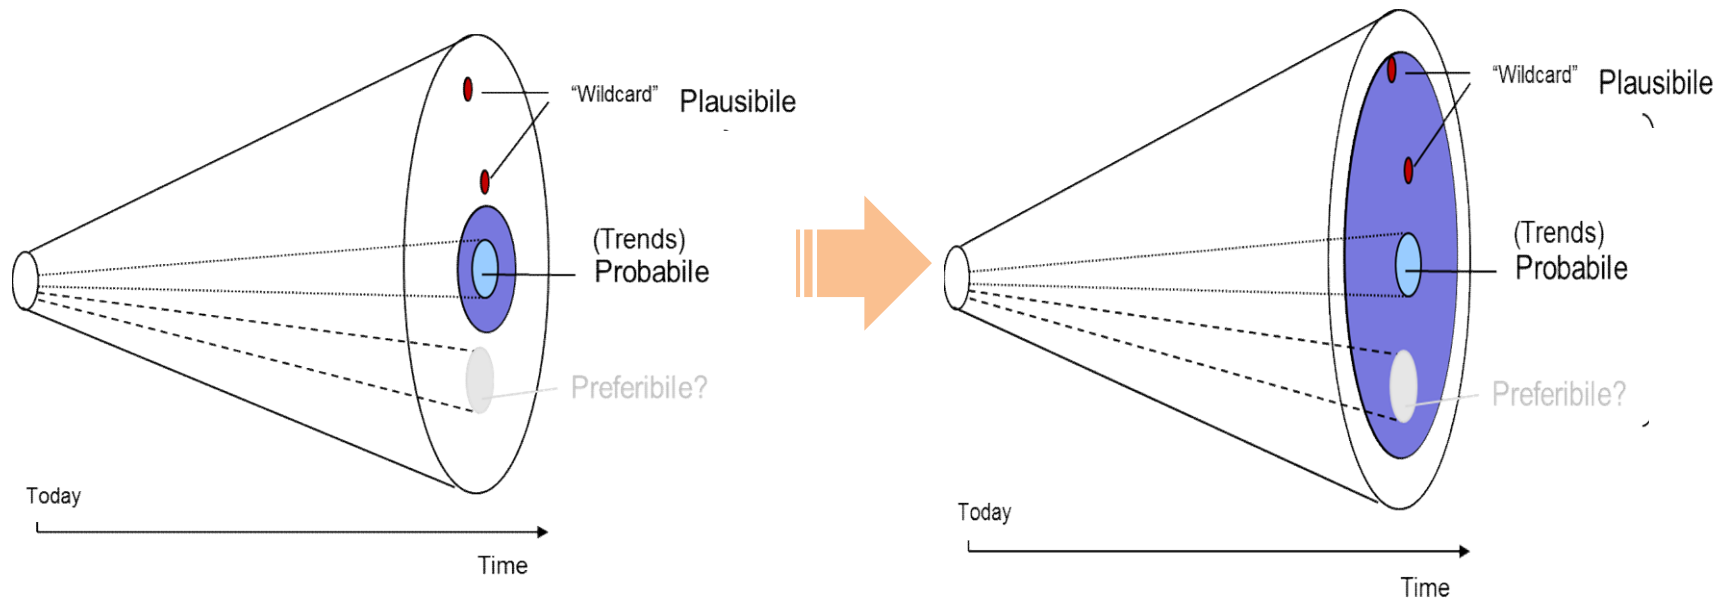 “Wildcard” Plausibile
(Trends)
Probabile
Preferibile?
Today
Time
“Wildcard” Plausibile
(Trends)
Probabile
Preferibile?
Today
Time